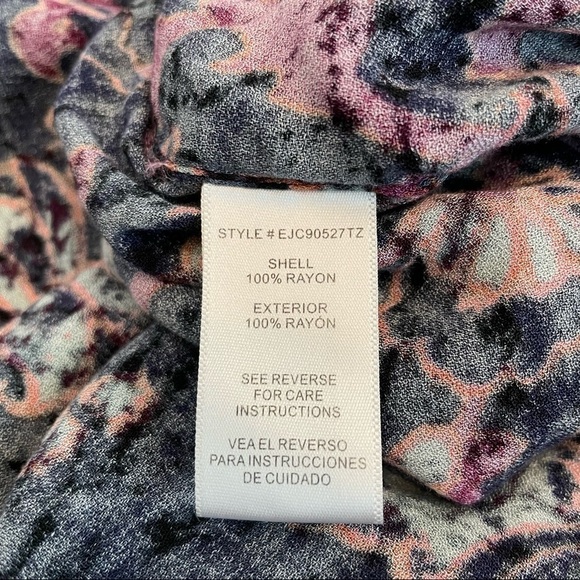 STYLE # EJC90527TZ
SHELL
100% RAYON
EXTERIOR
100% RAYÓN
SEE REVERSE
FOR CARE
INSTRUCTIONS
VEA EL REVERSO
PARA INSTRUCCIONES
DE CUIDADO